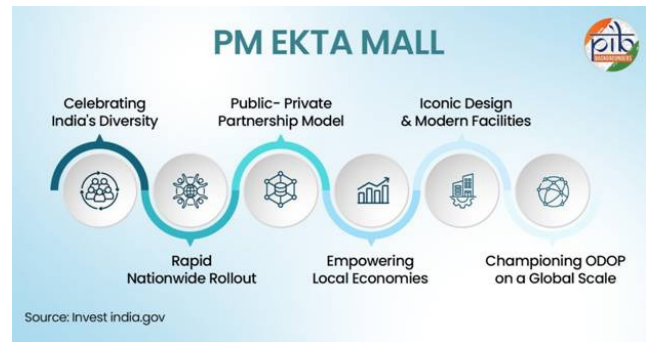 PM EKTA MALL
pib
BACKGROUNDERS
Celebrating
India's Diversity
Public- Private
Partnership Model
Iconic Design
& Modern Facilities
Rapid
Nationwide Rollout
Empowering
Local Economies
Championing ODOP
on a Global Scale
Source: Invest india.gov